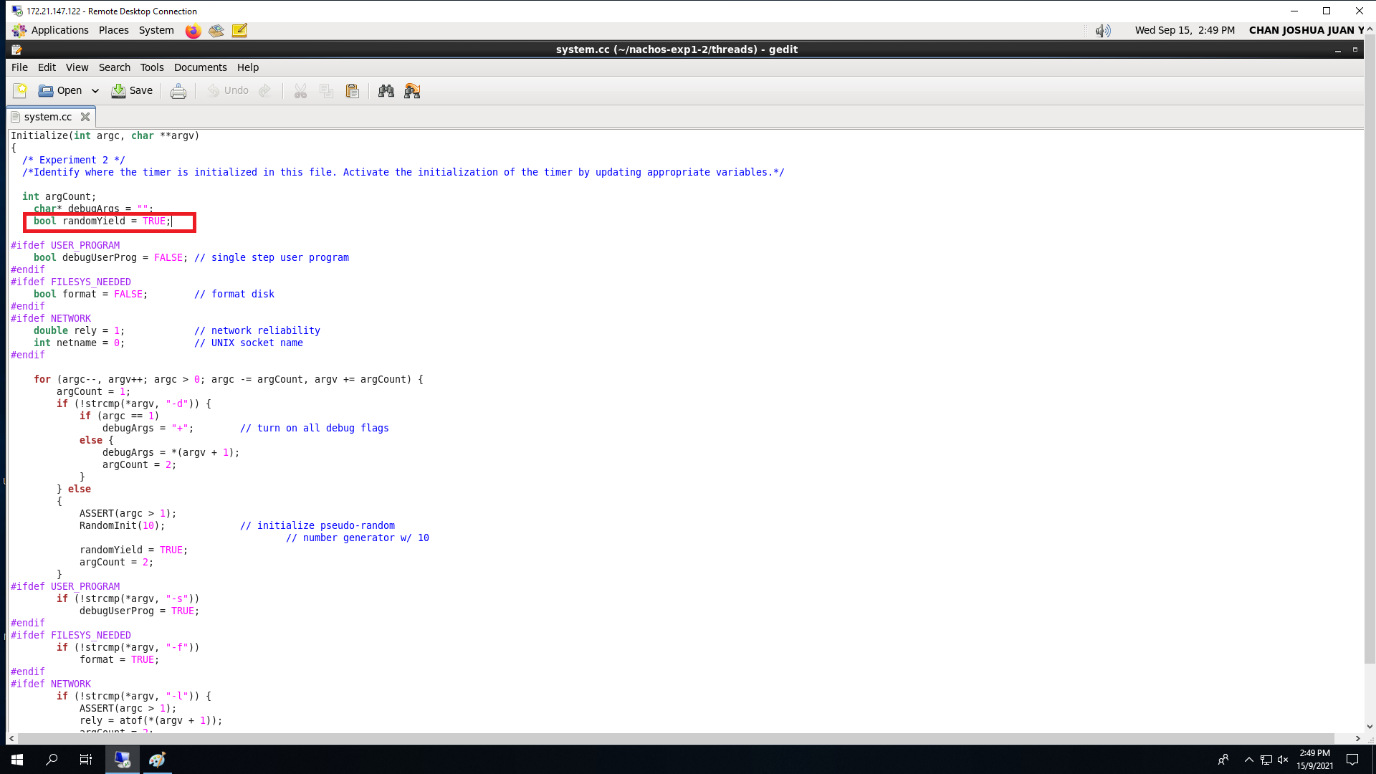 172.21.147.122 - Remote Desktop Connection
Applications Places System Wed Sep 15, 2:49 PM CHAN JOSHUA JUAN Y
system.cc (~/nachos-exp1-2/threads) - gedit
File Edit View Search Tools Documents Help
Open Save Undo
system.cc
Initialize(int argc, char **argv)
{
/* Experiment 2 */
/*Identify where the timer is initialized in this file. Activate the initialization of the timer by updating appropriate variables.*/
int argCount;
char* debugArgs = "";
bool randomYield = TRUE;
#ifdef USER_PROGRAM
bool debugUserProg = FALSE; // single step user program
#endif
#ifdef FILESYS_NEEDED
bool format = FALSE; // format disk
#endif
#ifdef NETWORK
double rely = 1; // network reliability
int netname = 0; // UNIX socket name
#endif
for (argc--, argv++; argc > 0; argc -= argCount, argv += argCount) {
argCount = 1;
if (!strcmp(*argv, "-d")) {
if (argc == 1)
debugArgs = "+"; // turn on all debug flags
else {
debugArgs = *(argv + 1);
argCount = 2;
}
} else
{
ASSERT(argc > 1);
RandomInit(10); // initialize pseudo-random
// number generator w/ 10
randomYield = TRUE;
argCount = 2;
}
#ifdef USER_PROGRAM
if (!strcmp(*argv, "-s"))
debugUserProg = TRUE;
#endif
#ifdef FILESYS_NEEDED
if (!strcmp(*argv, "-f"))
format = TRUE;
#endif
#ifdef NETWORK
if (!strcmp(*argv, "-l")) {
ASSERT(argc > 1);
rely = atof(*(argv + 1));
argCount = 2;
2:49 PM
15/9/2021